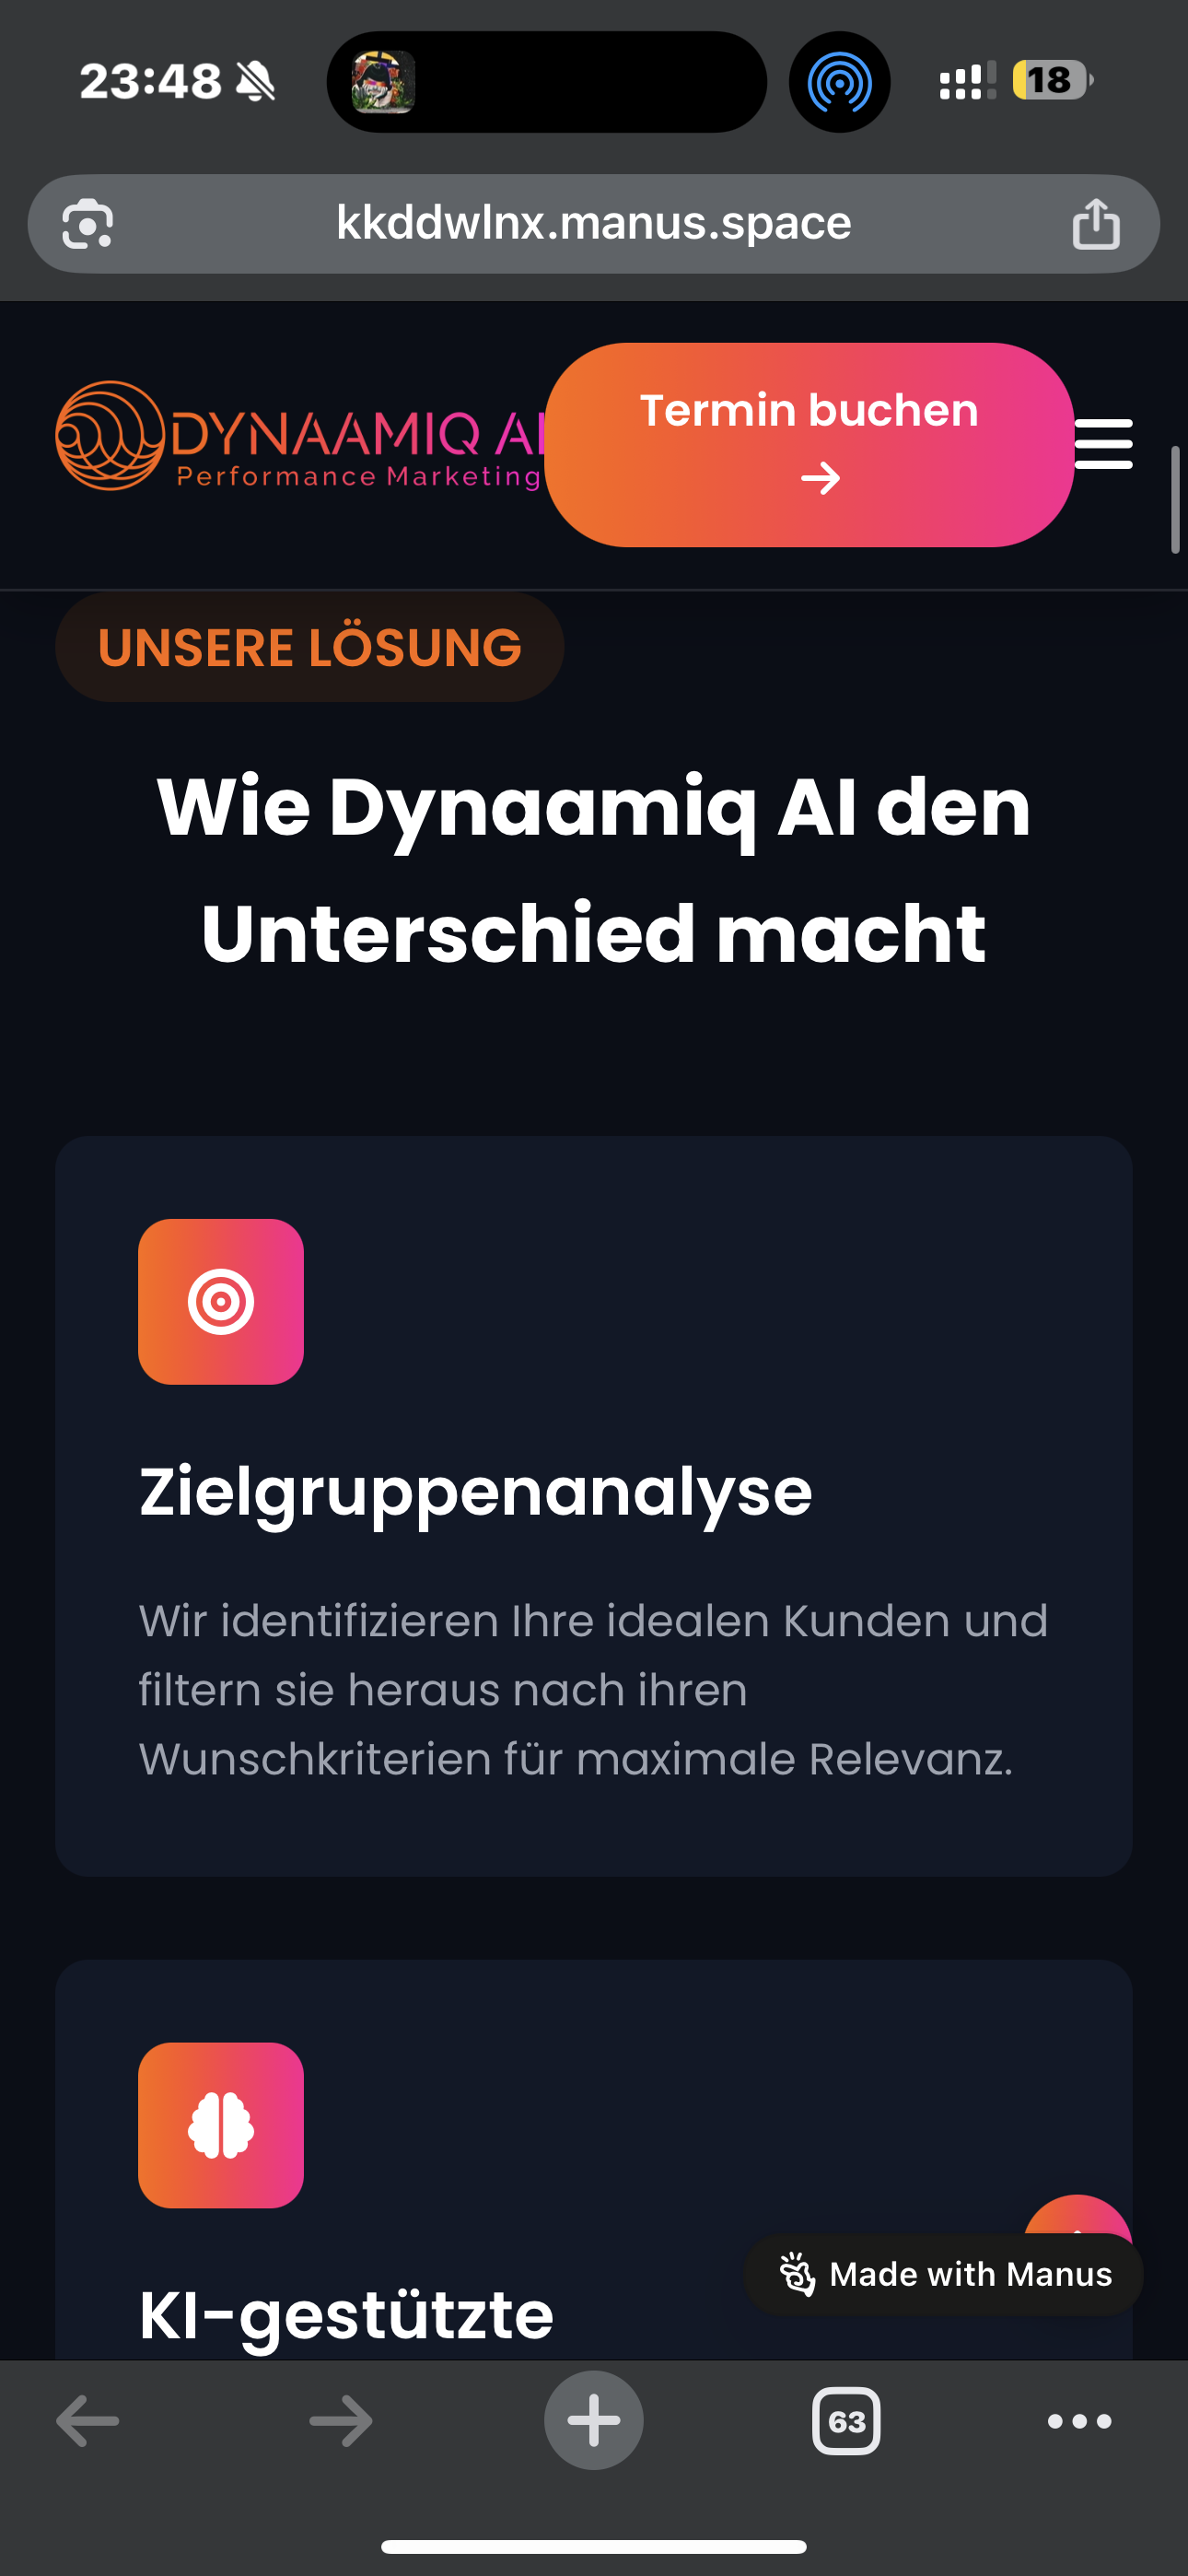 23:48
18
kkddwlnx.manus.space
DYNAAMIQ AI
Performance Marketing
Termin buchen
→
UNSERE LÖSUNG
Wie Dynaamiq AI den
Unterschied macht
Zielgruppenanalyse
Wir identifizieren Ihre idealen Kunden und
filtern sie heraus nach ihren
Wunschkriterien für maximale Relevanz.
KI-gestützte
Made with Manus
63